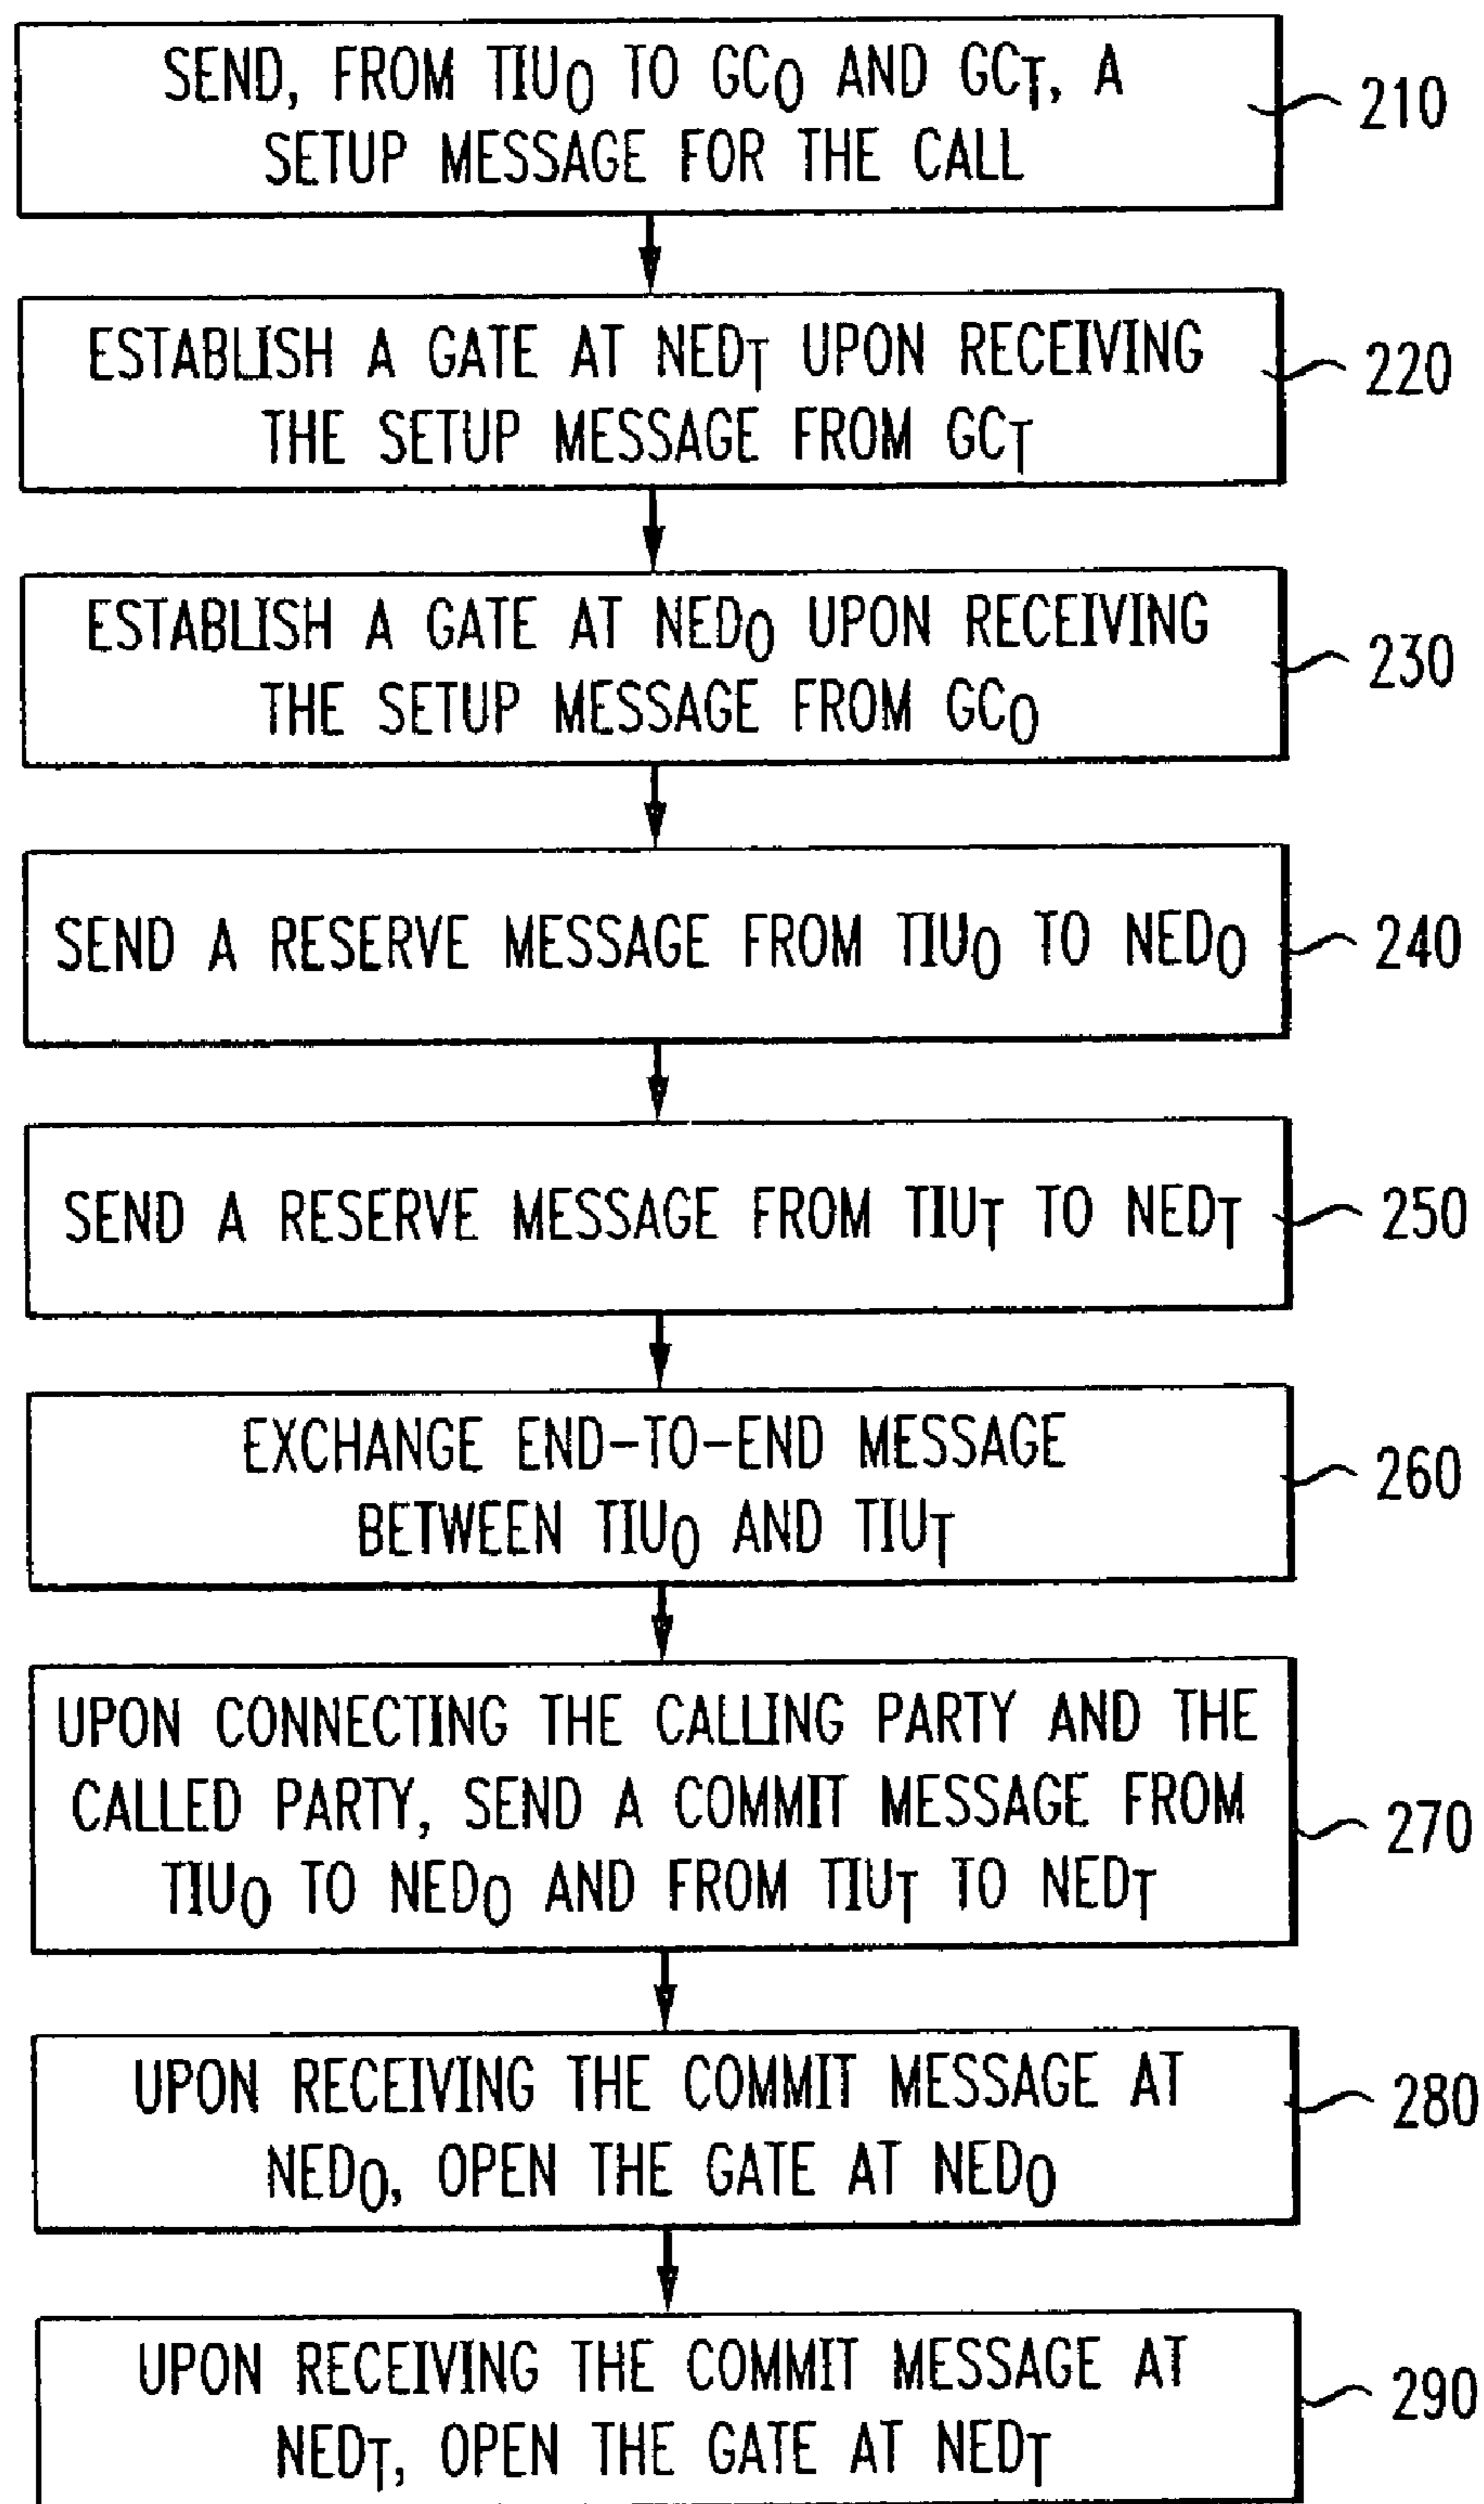 SEND, FROM TIUO TO GCO AND GCT, A
SETUP MESSAGE FOR THE CALL
210
ESTABLISH A GATE AT NEDT UPON RECEIVING
THE SETUP MESSAGE FROM GCT
220
ESTABLISH A GATE AT NEDO UPON RECEIVING
THE SETUP MESSAGE FROM GCO
230
SEND A RESERVE MESSAGE FROM TIUO TO NEDO
240
SEND A RESERVE MESSAGE FROM TIUT TO NEDT
250
EXCHANGE END-TO-END MESSAGE
BETWEEN TIUO AND TIUT
260
UPON CONNECTING THE CALLING PARTY AND THE
CALLED PARTY, SEND A COMMIT MESSAGE FROM
TIUO TO NEDO AND FROM TIUT TO NEDT
270
UPON RECEIVING THE COMMIT MESSAGE AT
NEDO, OPEN THE GATE AT NEDO
280
UPON RECEIVING THE COMMIT MESSAGE AT
NEDT, OPEN THE GATE AT NEDT
290